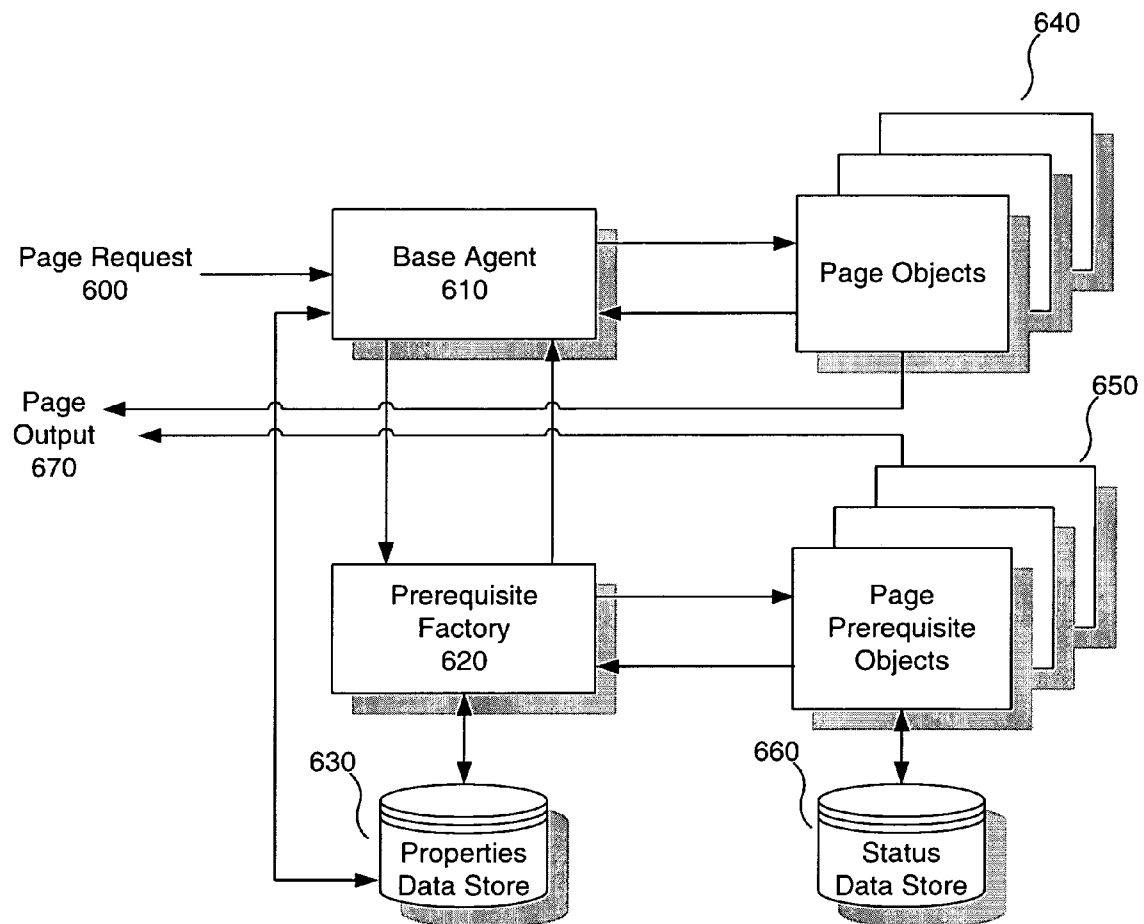 640
Page Request
600
Base Agent
610
Page Objects
Page
Output
670
650
Prerequisite
Factory
620
Page
Prerequisite
Objects
630
660
Properties
Data Store
Status
Data Store